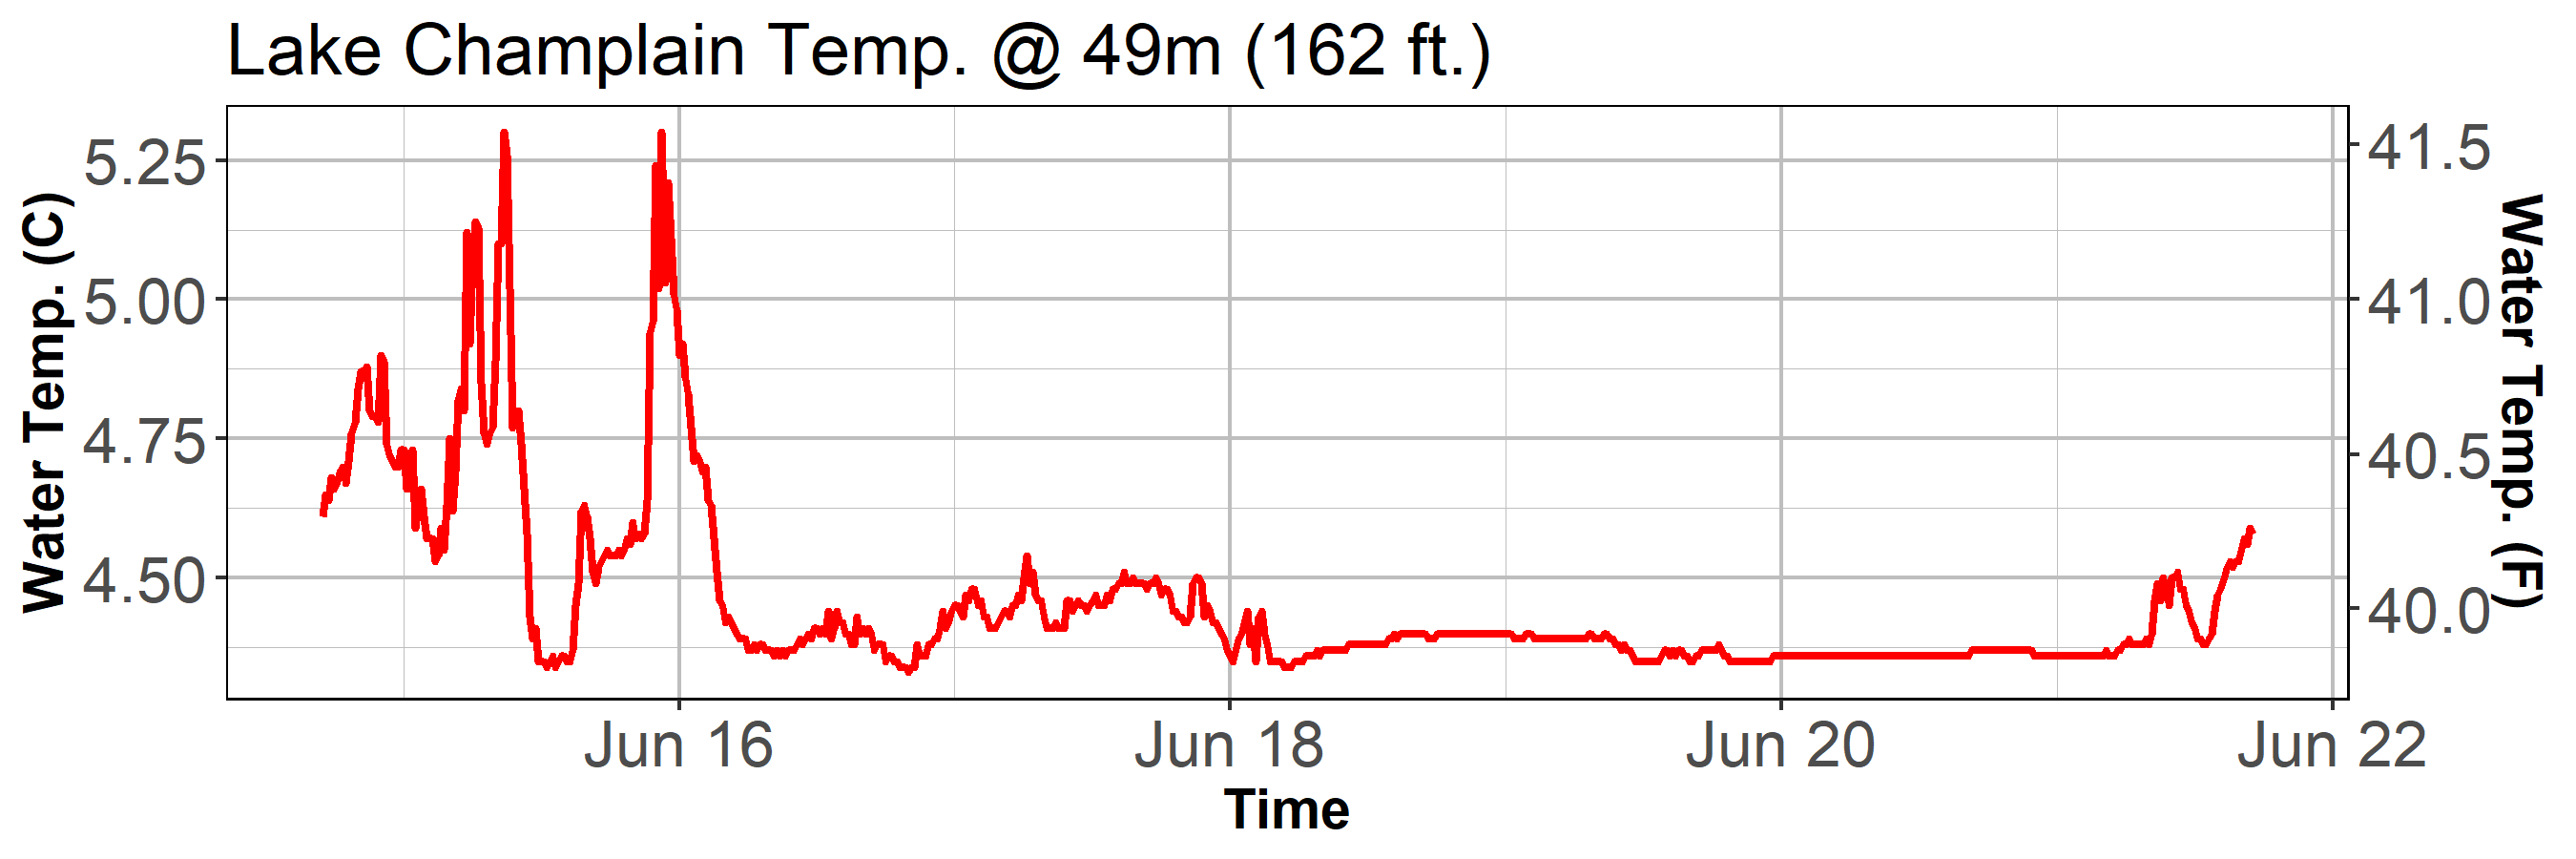 Lake Champlain Temp. @ 49m (162 ft.)
Water Temp. (C)
5.25
5.00
4.75
4.50
41.5
41.0
40.5
40.0
Water Temp. (F)
Jun 16
Jun 18
Jun 20
Jun 22
Time